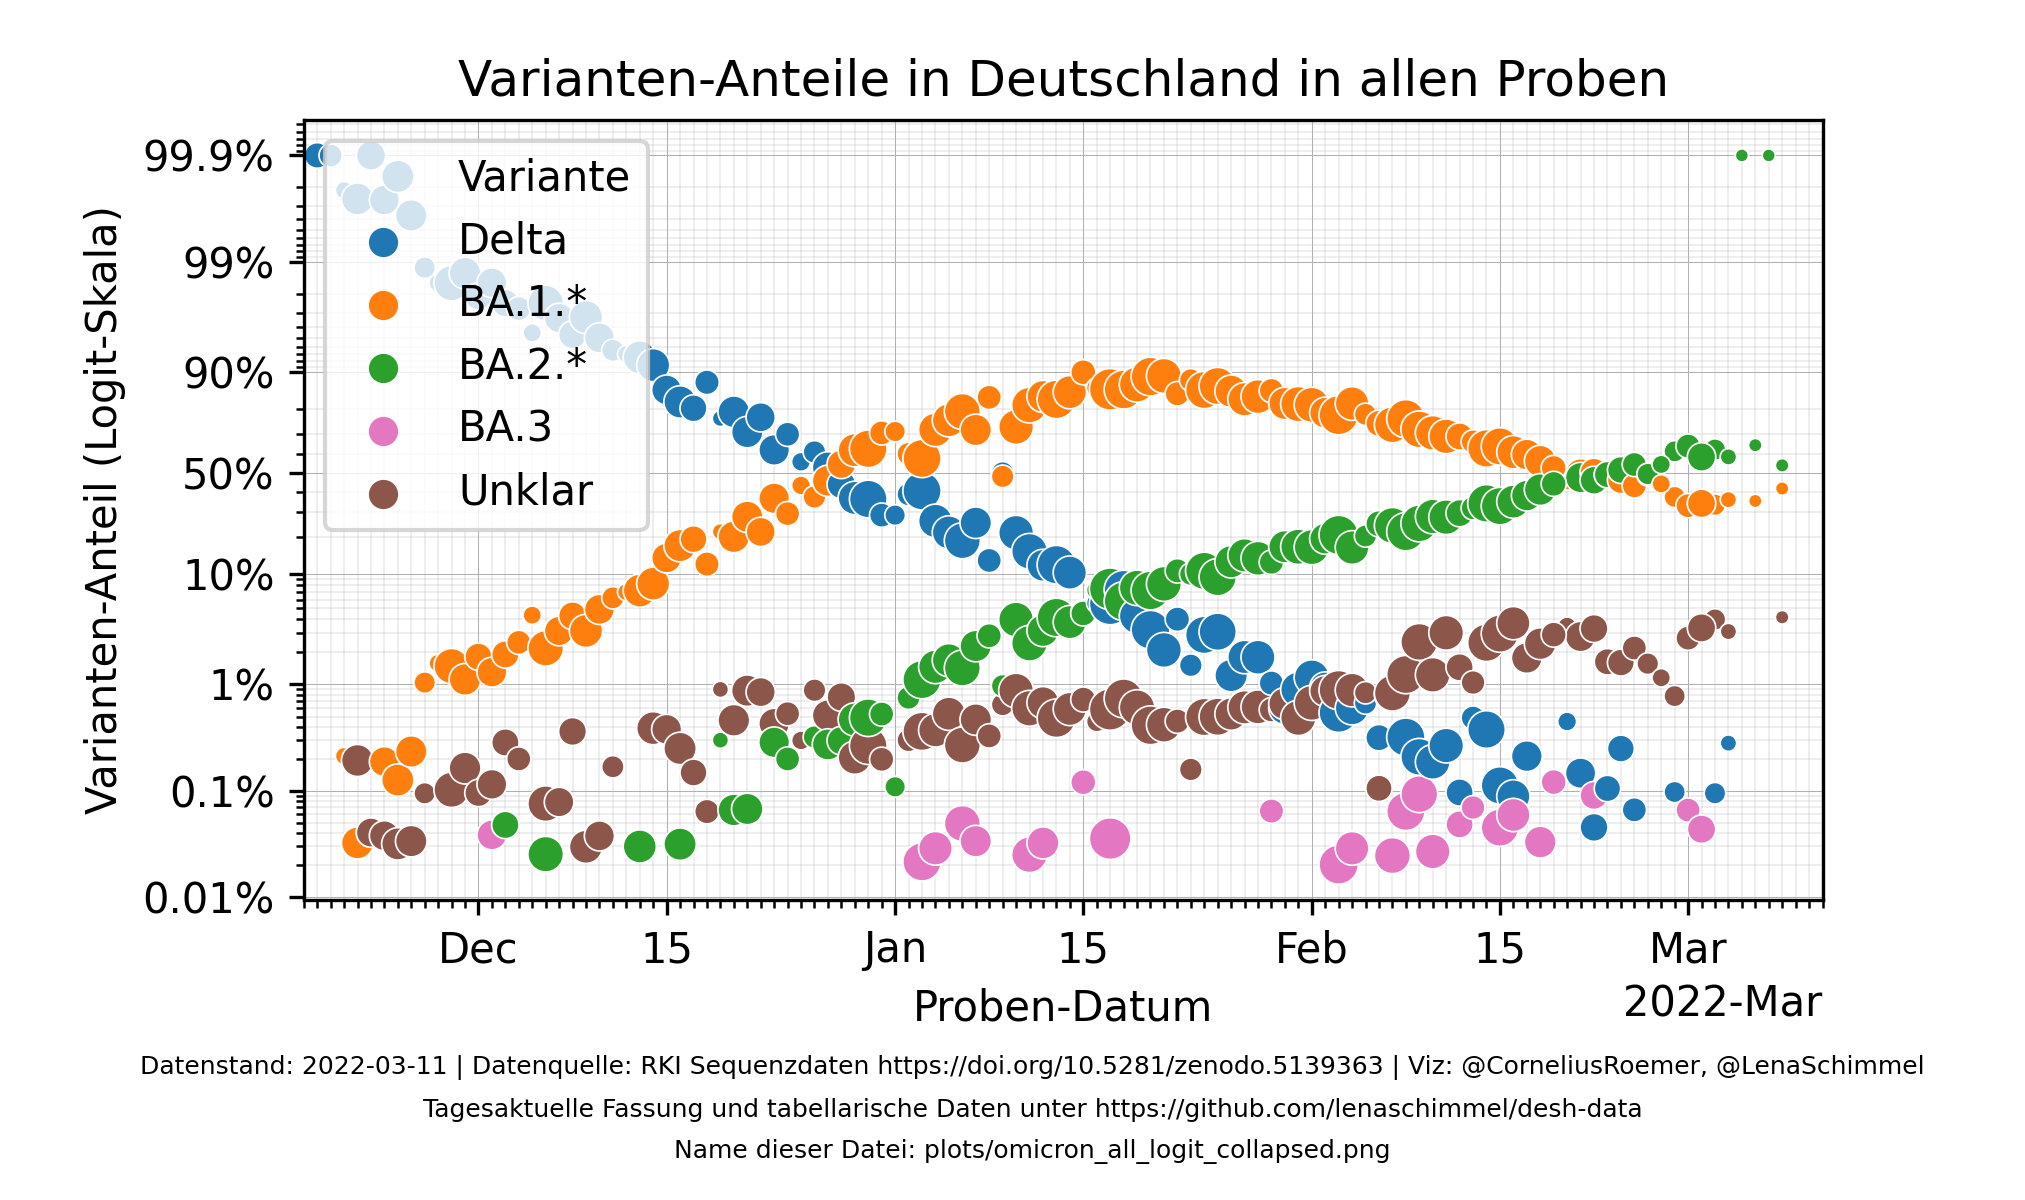 Varianten-Anteile in Deutschland in allen Proben
Varianten-Anteil (Logit-Skala)
99.9%
99%
90%
50%
10%
1%
0.1%
0.01%
Variante
Delta
BA.1.*
BA.2.*
BA.3
Unklar
Dec 15 Jan 15 Feb 15 Mar
Proben-Datum
2022-Mar
Datenstand: 2022-03-11 | Datenquelle: RKI Sequenzdaten https://doi.org/10.5281/zenodo.5139363 | Viz: @CorneliusRoemer, @LenaSchimmel
Tagesaktuelle Fassung und tabellarische Daten unter https://github.com/lenaschimmel/desh-data
Name dieser Datei: plots/omicron_all_logit_collapsed.png